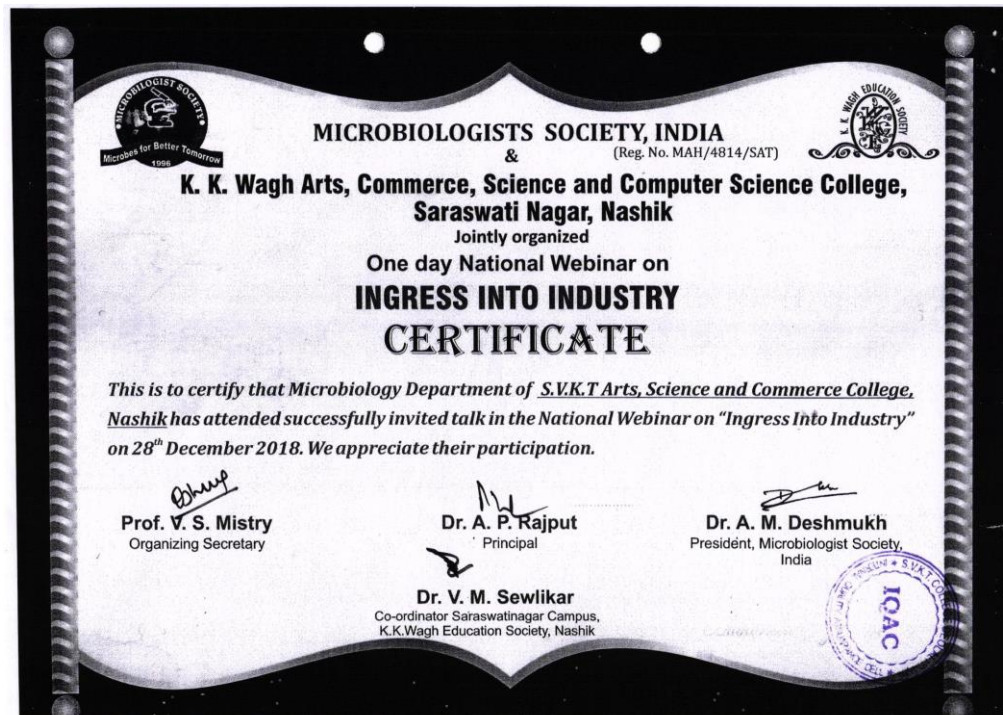 MICROBIOLOGIST SOCIETY
Microbes for Better Tomorrow
1996
K. K. WAGH EDUCATION SOCIETY
MICROBIOLOGISTS SOCIETY, INDIA
(Reg. No. MAH/4814/SAT)
&
K. K. Wagh Arts, Commerce, Science and Computer Science College,
Saraswati Nagar, Nashik
Jointly organized
One day National Webinar on
INGRESS INTO INDUSTRY
CERTIFICATE
This is to certify that Microbiology Department of S.V.K.T Arts, Science and Commerce College,
Nashik has attended successfully invited talk in the National Webinar on “Ingress Into Industry”
on 28th December 2018. We appreciate their participation.
Prof. V. S. Mistry
Organizing Secretary
Dr. A. P. Rajput
Principal
Dr. A. M. Deshmukh
President, Microbiologist Society,
India
Dr. V. M. Sewlikar
Co-ordinator Saraswatinagar Campus,
K.K.Wagh Education Society, Nashik
S.V.K.T. COLLEGE
IQAC
CELL